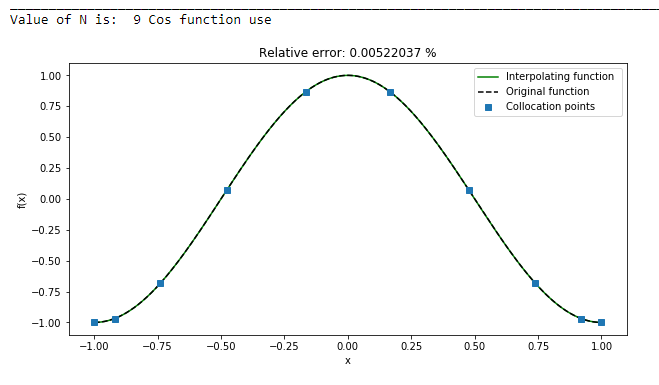 Value of N is:  9 Cos function use
Relative error: 0.00522037 %
Interpolating function
Original function
Collocation points
f(x)
1.00
0.75
0.50
0.25
0.00
−0.25
−0.50
−0.75
−1.00
−1.00 −0.75 −0.50 −0.25 0.00 0.25 0.50 0.75 1.00
x